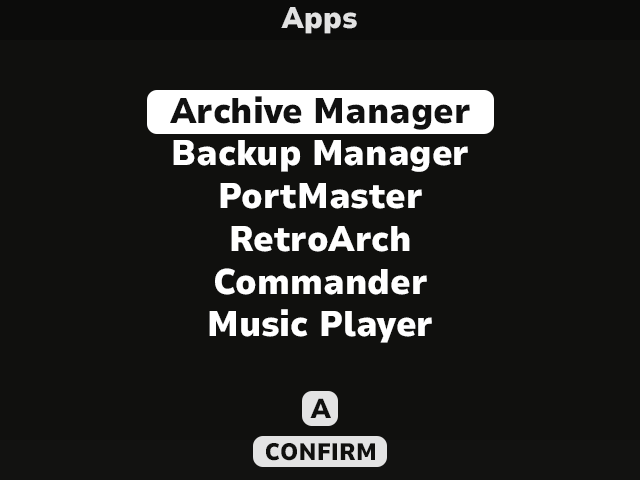 Apps
Archive Manager
Backup Manager
PortMaster
RetroArch
Commander
Music Player
A
CONFIRM